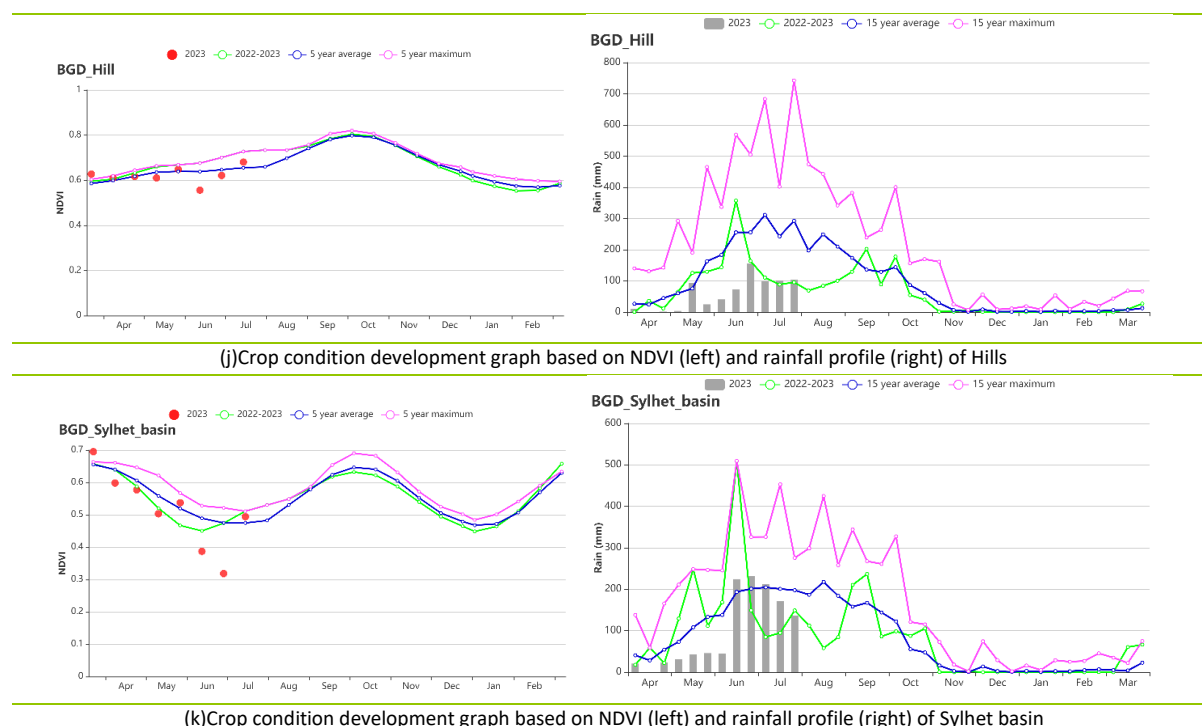 2023 2022-2023 5 year average 5 year maximum
BGD_Hill
1
0.8
0.6
0.4
0.2
0
NDVI
Apr May Jun Jul Aug Sep Oct Nov Dec Jan Feb
2023 2022-2023 15 year average 15 year maximum
BGD_Hill
800
700
600
500
400
300
200
100
0
Rain (mm)
Apr May Jun Jul Aug Sep Oct Nov Dec Jan Feb Mar
(j)Crop condition development graph based on NDVI (left) and rainfall profile (right) of Hills
2023 2022-2023 5 year average 5 year maximum
BGD_Sylhet_basin
0.7
0.6
0.5
0.4
0.3
0.2
0.1
0
NDVI
Apr May Jun Jul Aug Sep Oct Nov Dec Jan Feb
2023 2022-2023 15 year average 15 year maximum
BGD_Sylhet_basin
600
500
400
300
200
100
0
Rain (mm)
Apr May Jun Jul Aug Sep Oct Nov Dec Jan Feb Mar
(k)Crop condition development graph based on NDVI (left) and rainfall profile (right) of Sylhet basin